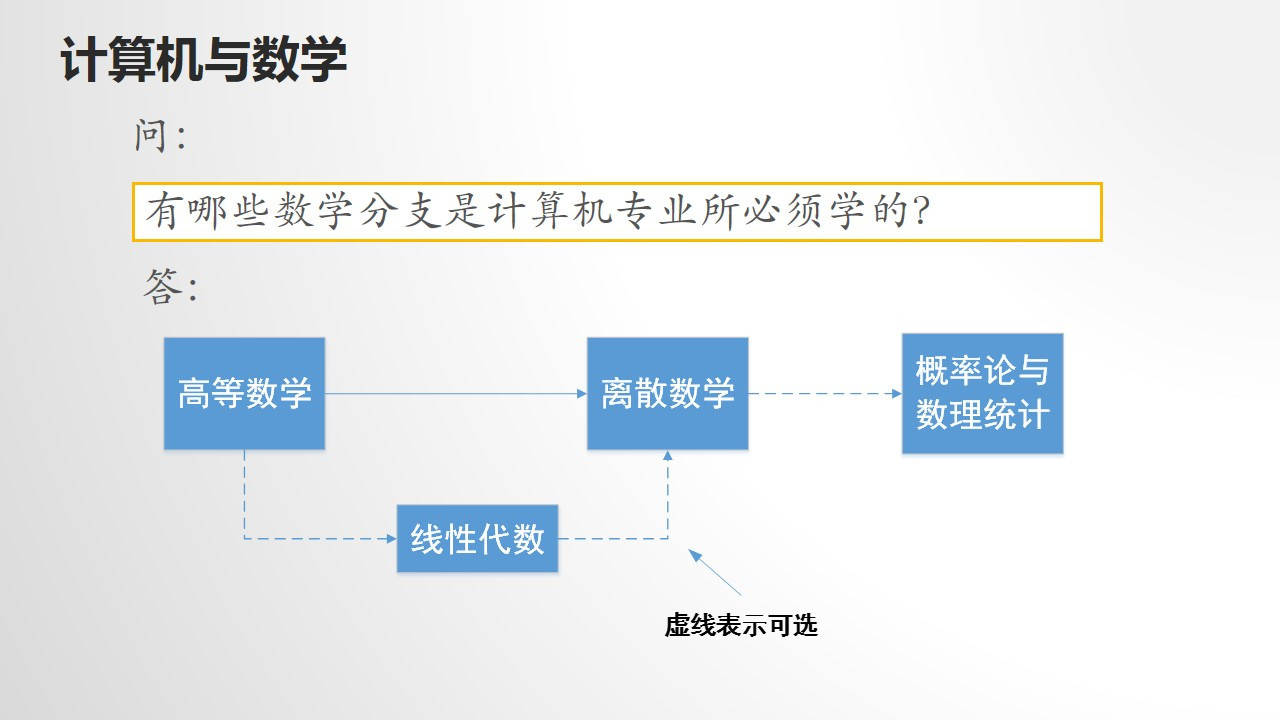 计算机与数学
问：
有哪些数学分支是计算机专业所必须学的?
答：
高等数学
离散数学
概率论与
数理统计
线性代数
虚线表示可选